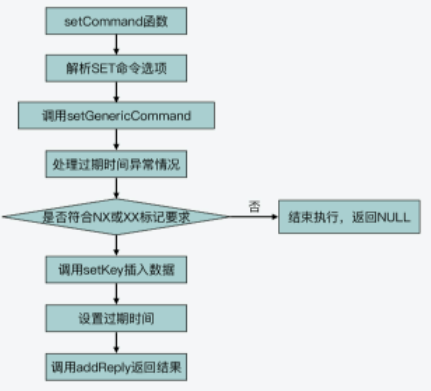 setCommand函数
解析SET命令选项
调用setGenericCommand
处理过期时间异常情况
是否符合NX或XX标记要求
否
结束执行，返回NULL
调用setKey插入数据
设置过期时间
调用addReply返回结果